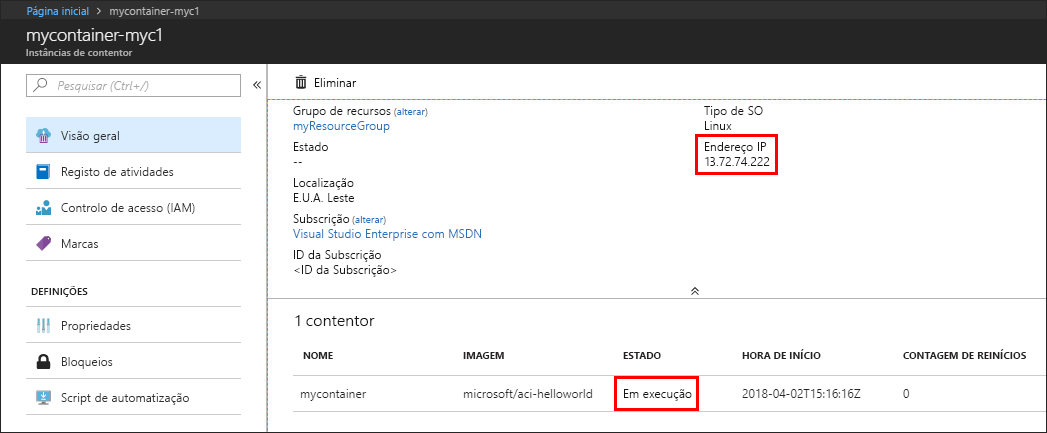 Página inicial > mycontainer-myc1
mycontainer-myc1
Instâncias de contentor
Pesquisar (Ctrl+/)
Visão geral
Registo de atividades
Controlo de acesso (IAM)
Marcas
DEFINIÇÕES
Propriedades
Bloqueios
Script de automatização
Eliminar
Grupo de recursos (alterar)
myResourceGroup
Estado
--
Localização
E.U.A. Leste
Subscrição (alterar)
Visual Studio Enterprise com MSDN
ID da Subscrição
<ID da Subscrição>
Tipo de SO
Linux
Endereço IP
13.72.74.222
1 contentor
NOME IMAGEM ESTADO HORA DE INÍCIO CONTAGEM DE REINÍCIOS
mycontainer microsoft/aci-helloworld Em execução 2018-04-02T15:16:16Z 0